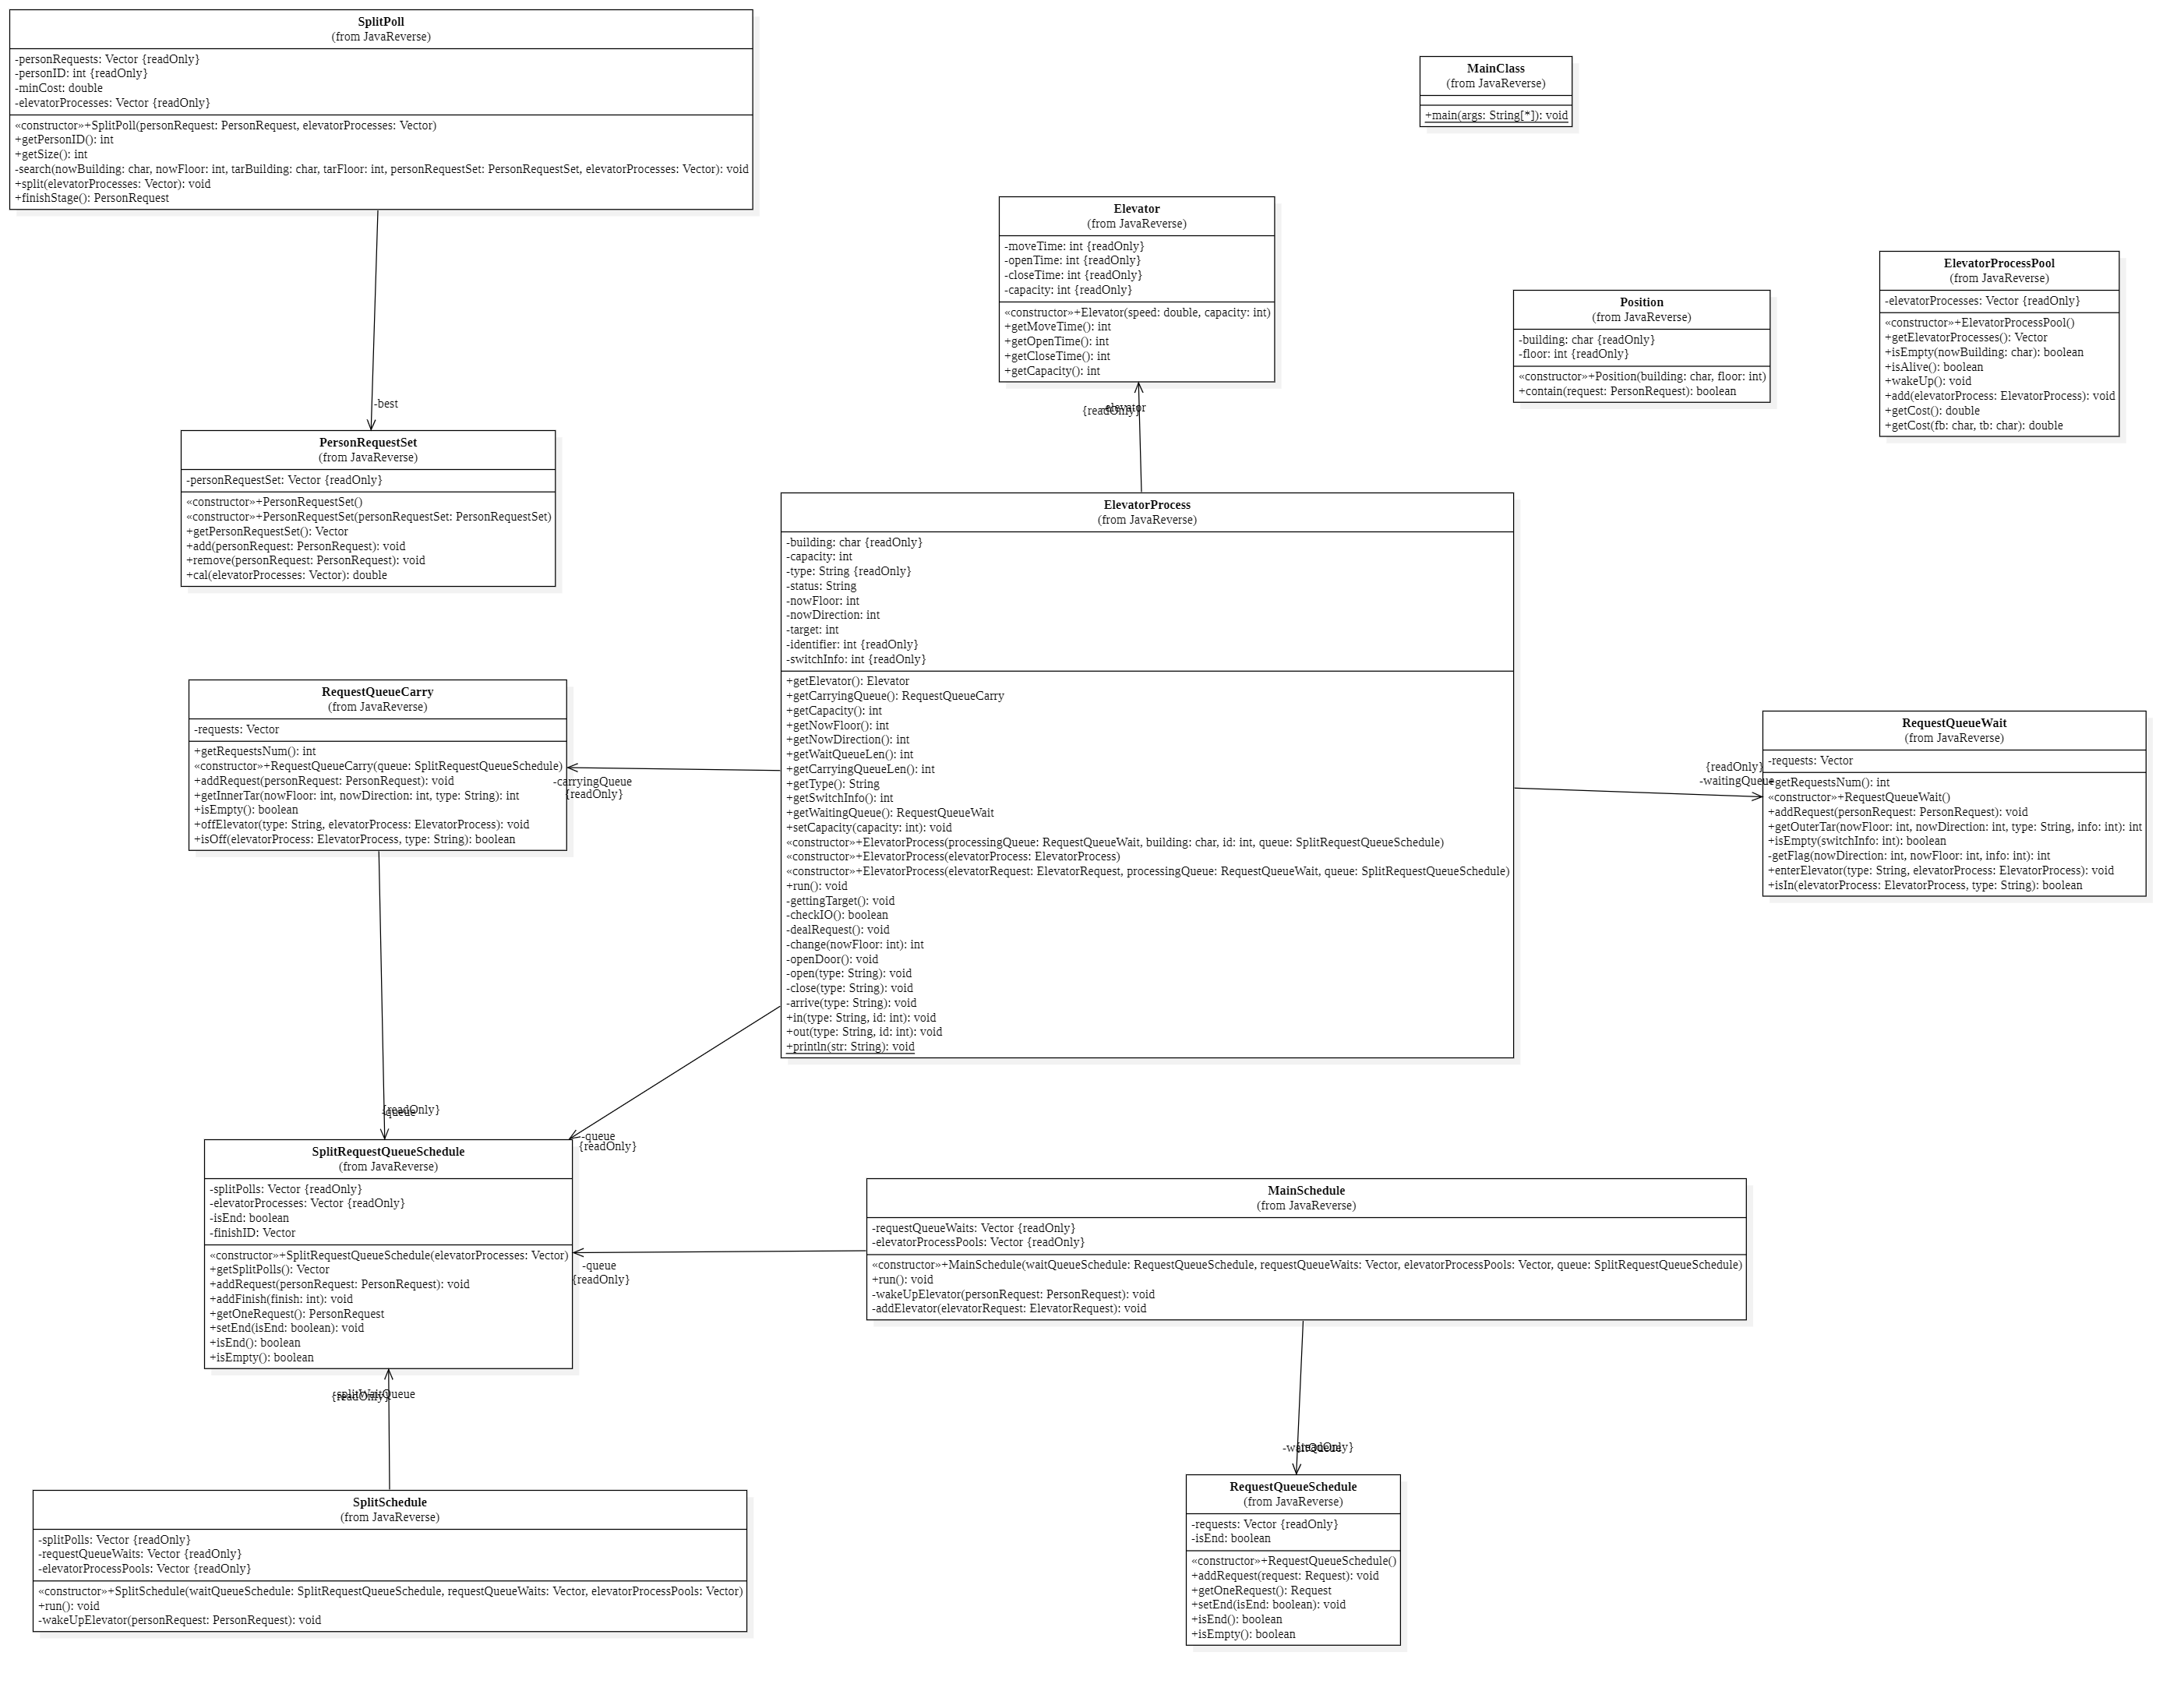 SplitPoll
(from JavaReverse)
-personRequests: Vector {readOnly}
-personID: int {readOnly}
-minCost: double
-elevatorProcesses: Vector {readOnly}
«constructor»+SplitPoll(personRequest: PersonRequest, elevatorProcesses: Vector)
+getPersonID(): int
+getSize(): int
-search(nowBuilding: char, nowFloor: int, tarBuilding: char, tarFloor: int, personRequestSet: PersonRequestSet, elevatorProcesses: Vector): void
+split(elevatorProcesses: Vector): void
+finishStage(): PersonRequest
MainClass
(from JavaReverse)
+main(args: String[*]): void
Elevator
(from JavaReverse)
-moveTime: int {readOnly}
-openTime: int {readOnly}
-closeTime: int {readOnly}
-capacity: int {readOnly}
«constructor»+Elevator(speed: double, capacity: int)
+getMoveTime(): int
+getOpenTime(): int
+getCloseTime(): int
+getCapacity(): int
-elevator
{readOnly}
Position
(from JavaReverse)
-building: char {readOnly}
-floor: int {readOnly}
«constructor»+Position(building: char, floor: int)
+contain(request: PersonRequest): boolean
ElevatorProcessPool
(from JavaReverse)
-elevatorProcesses: Vector {readOnly}
«constructor»+ElevatorProcessPool()
+getElevatorProcesses(): Vector
+isEmpty(nowBuilding: char): boolean
+isAlive(): boolean
+wakeUp(): void
+add(elevatorProcess: ElevatorProcess): void
+getCost(): double
+getCost(fb: char, tb: char): double
-best
PersonRequestSet
(from JavaReverse)
-personRequestSet: Vector {readOnly}
«constructor»+PersonRequestSet()
«constructor»+PersonRequestSet(personRequestSet: PersonRequestSet)
+getPersonRequestSet(): Vector
+add(personRequest: PersonRequest): void
+remove(personRequest: PersonRequest): void
+cal(elevatorProcesses: Vector): double
ElevatorProcess
(from JavaReverse)
-building: char {readOnly}
-capacity: int
-type: String {readOnly}
-status: String
-nowFloor: int
-nowDirection: int
-target: int
-identifier: int {readOnly}
-switchInfo: int {readOnly}
+getElevator(): Elevator
+getCarryingQueue(): RequestQueueCarry
+getCapacity(): int
+getNowFloor(): int
+getNowDirection(): int
+getWaitQueueLen(): int
+getCarryingQueueLen(): int
+getType(): String
+getSwitchInfo(): int
+getWaitingQueue(): RequestQueueWait
+setCapacity(capacity: int): void
«constructor»+ElevatorProcess(processingQueue: RequestQueueWait, building: char, id: int, queue: SplitRequestQueueSchedule)
«constructor»+ElevatorProcess(elevatorProcess: ElevatorProcess)
«constructor»+ElevatorProcess(elevatorRequest: ElevatorRequest, processingQueue: RequestQueueWait, queue: SplitRequestQueueSchedule)
+run(): void
-gettingTarget(): void
-checkIO(): boolean
-dealRequest(): void
-change(nowFloor: int): int
-openDoor(): void
-open(type: String): void
-close(type: String): void
-arrive(type: String): void
+in(type: String, id: int): void
+out(type: String, id: int): void
+println(str: String): void
RequestQueueCarry
(from JavaReverse)
-requests: Vector
+getRequestsNum(): int
«constructor»+RequestQueueCarry(queue: SplitRequestQueueSchedule)
+addRequest(personRequest: PersonRequest): void
+getInnerTar(nowFloor: int, nowDirection: int, type: String): int
+isEmpty(): boolean
+offElevator(type: String, elevatorProcess: ElevatorProcess): void
+isOff(elevatorProcess: ElevatorProcess, type: String): boolean
-carryingQueue
{readOnly}
RequestQueueWait
(from JavaReverse)
-requests: Vector
+getRequestsNum(): int
«constructor»+RequestQueueWait()
+addRequest(personRequest: PersonRequest): void
+getOuterTar(nowFloor: int, nowDirection: int, type: String, info: int): int
+isEmpty(switchInfo: int): boolean
-getFlag(nowDirection: int, nowFloor: int, info: int): int
+enterElevator(type: String, elevatorProcess: ElevatorProcess): void
+isIn(elevatorProcess: ElevatorProcess, type: String): boolean
{readOnly}
-waitingQueue
{readOnly}
-queue
-queue
{readOnly}
SplitRequestQueueSchedule
(from JavaReverse)
-splitPolls: Vector {readOnly}
-elevatorProcesses: Vector {readOnly}
-isEnd: boolean
-finishID: Vector
«constructor»+SplitRequestQueueSchedule(elevatorProcesses: Vector)
+getSplitPolls(): Vector
+addRequest(personRequest: PersonRequest): void
+addFinish(finish: int): void
+getOneRequest(): PersonRequest
+setEnd(isEnd: boolean): void
+isEnd(): boolean
+isEmpty(): boolean
-queue
{readOnly}
MainSchedule
(from JavaReverse)
-requestQueueWaits: Vector {readOnly}
-elevatorProcessPools: Vector {readOnly}
«constructor»+MainSchedule(waitQueueSchedule: RequestQueueSchedule, requestQueueWaits: Vector, elevatorProcessPools: Vector, queue: SplitRequestQueueSchedule)
+run(): void
-wakeUpElevator(personRequest: PersonRequest): void
-addElevator(elevatorRequest: ElevatorRequest): void
-splitWaitQueue
{readOnly}
-waitQueue
{readOnly}
SplitSchedule
(from JavaReverse)
-splitPolls: Vector {readOnly}
-requestQueueWaits: Vector {readOnly}
-elevatorProcessPools: Vector {readOnly}
«constructor»+SplitSchedule(waitQueueSchedule: SplitRequestQueueSchedule, requestQueueWaits: Vector, elevatorProcessPools: Vector)
+run(): void
-wakeUpElevator(personRequest: PersonRequest): void
RequestQueueSchedule
(from JavaReverse)
-requests: Vector {readOnly}
-isEnd: boolean
«constructor»+RequestQueueSchedule()
+addRequest(request: Request): void
+getOneRequest(): Request
+setEnd(isEnd: boolean): void
+isEnd(): boolean
+isEmpty(): boolean